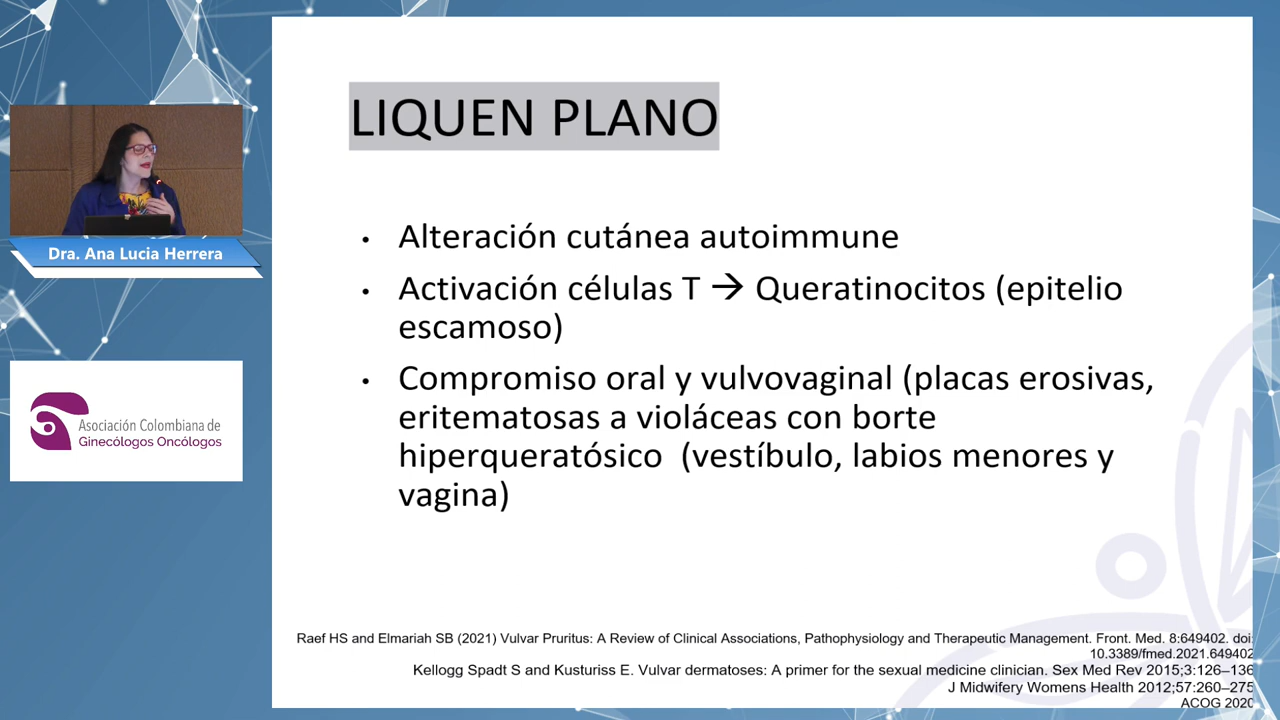 LIQUEN PLANO
Dra. Ana Lucia Herrera
Asociación Colombiana de
Ginecólogos Oncólogos
• Alteración cutánea autoimmune
• Activación células T → Queratinocitos (epitelio
escamoso)
• Compromiso oral y vulvovaginal (placas erosivas,
eritematosas a violáceas con borte
hiperqueratósico (vestíbulo, labios menores y
vagina)
Raef HS and Elmariah SB (2021) Vulvar Pruritus: A Review of Clinical Associations, Pathophysiology and Therapeutic Management. Front. Med. 8:649402. doi:
10.3389/fmed.2021.649402
Kellogg Spadt S and Kusturiss E. Vulvar dermatoses: A primer for the sexual medicine clinician. Sex Med Rev 2015;3:126–136
J Midwifery Womens Health 2012;57:260–275
ACOG 2020